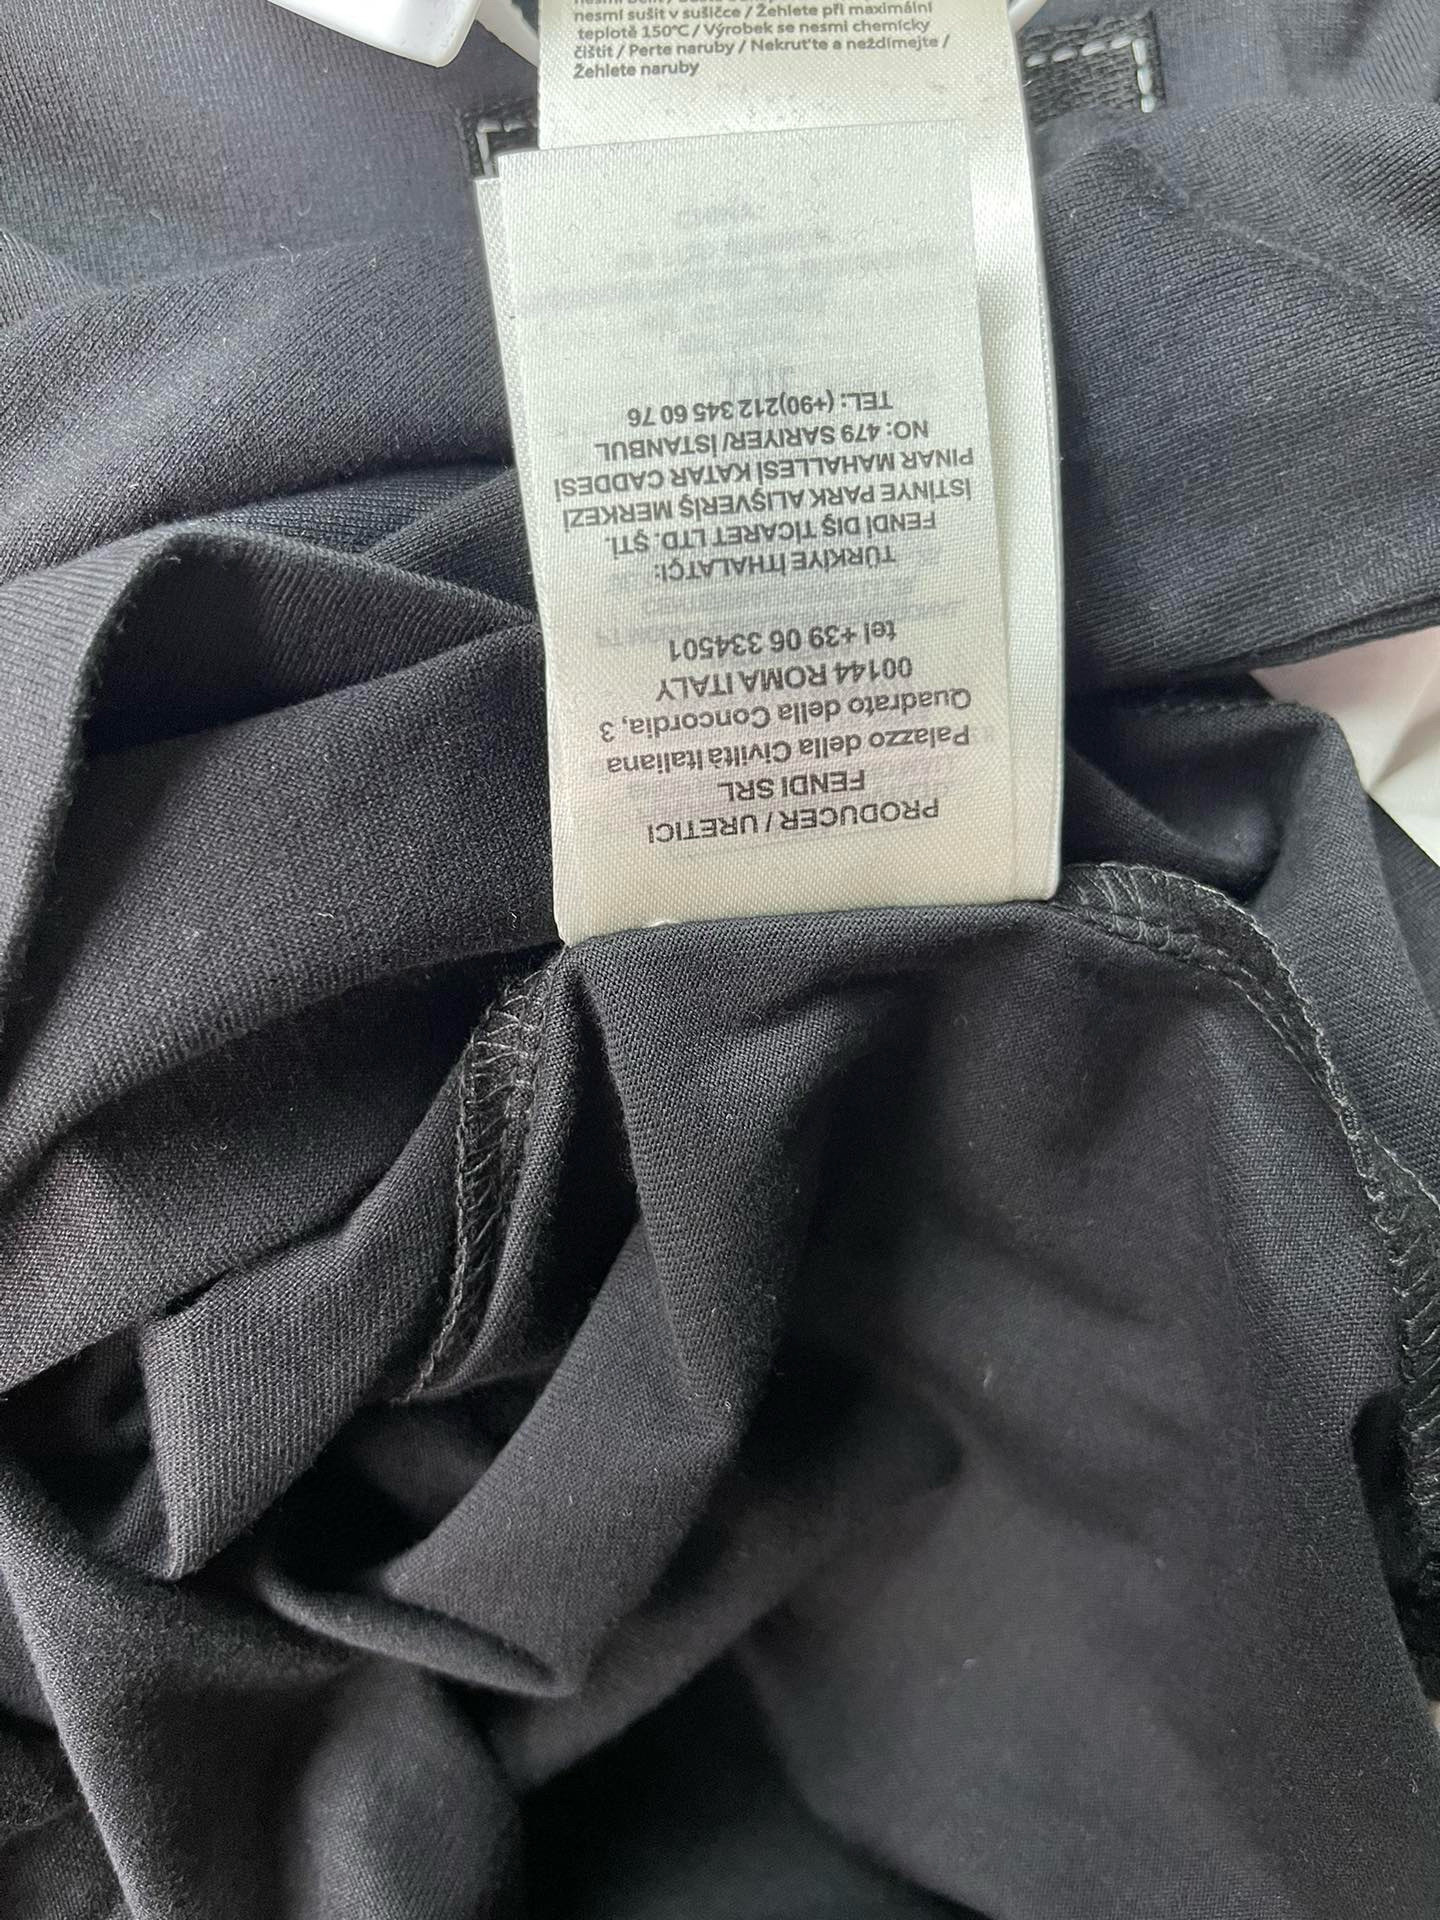 nesmí sušit v sušičce / Žehlete při maximální
teplotě 150°C / Výrobek se nesmí chemicky
čistit / Perte naruby / Nekruťte a neždímejte /
Žehlete naruby
PRODUCER / URETICI
FENDI SRL
Palazzo della Civiltà Italiana
Quadrato della Concordia, 3
00144 ROMA ITALY
tel +39 06 334501
TÜRKİYE İTHALATÇI:
FENDİ DIŞ TİCARET LTD. ŞTİ.
İSTİNYE PARK ALIŞVERİŞ MERKEZİ
PINAR MAHALLESİ KATAR CADDESİ
NO: 479 SARIYER/ İSTANBUL
TEL: (+90)212 345 60 76